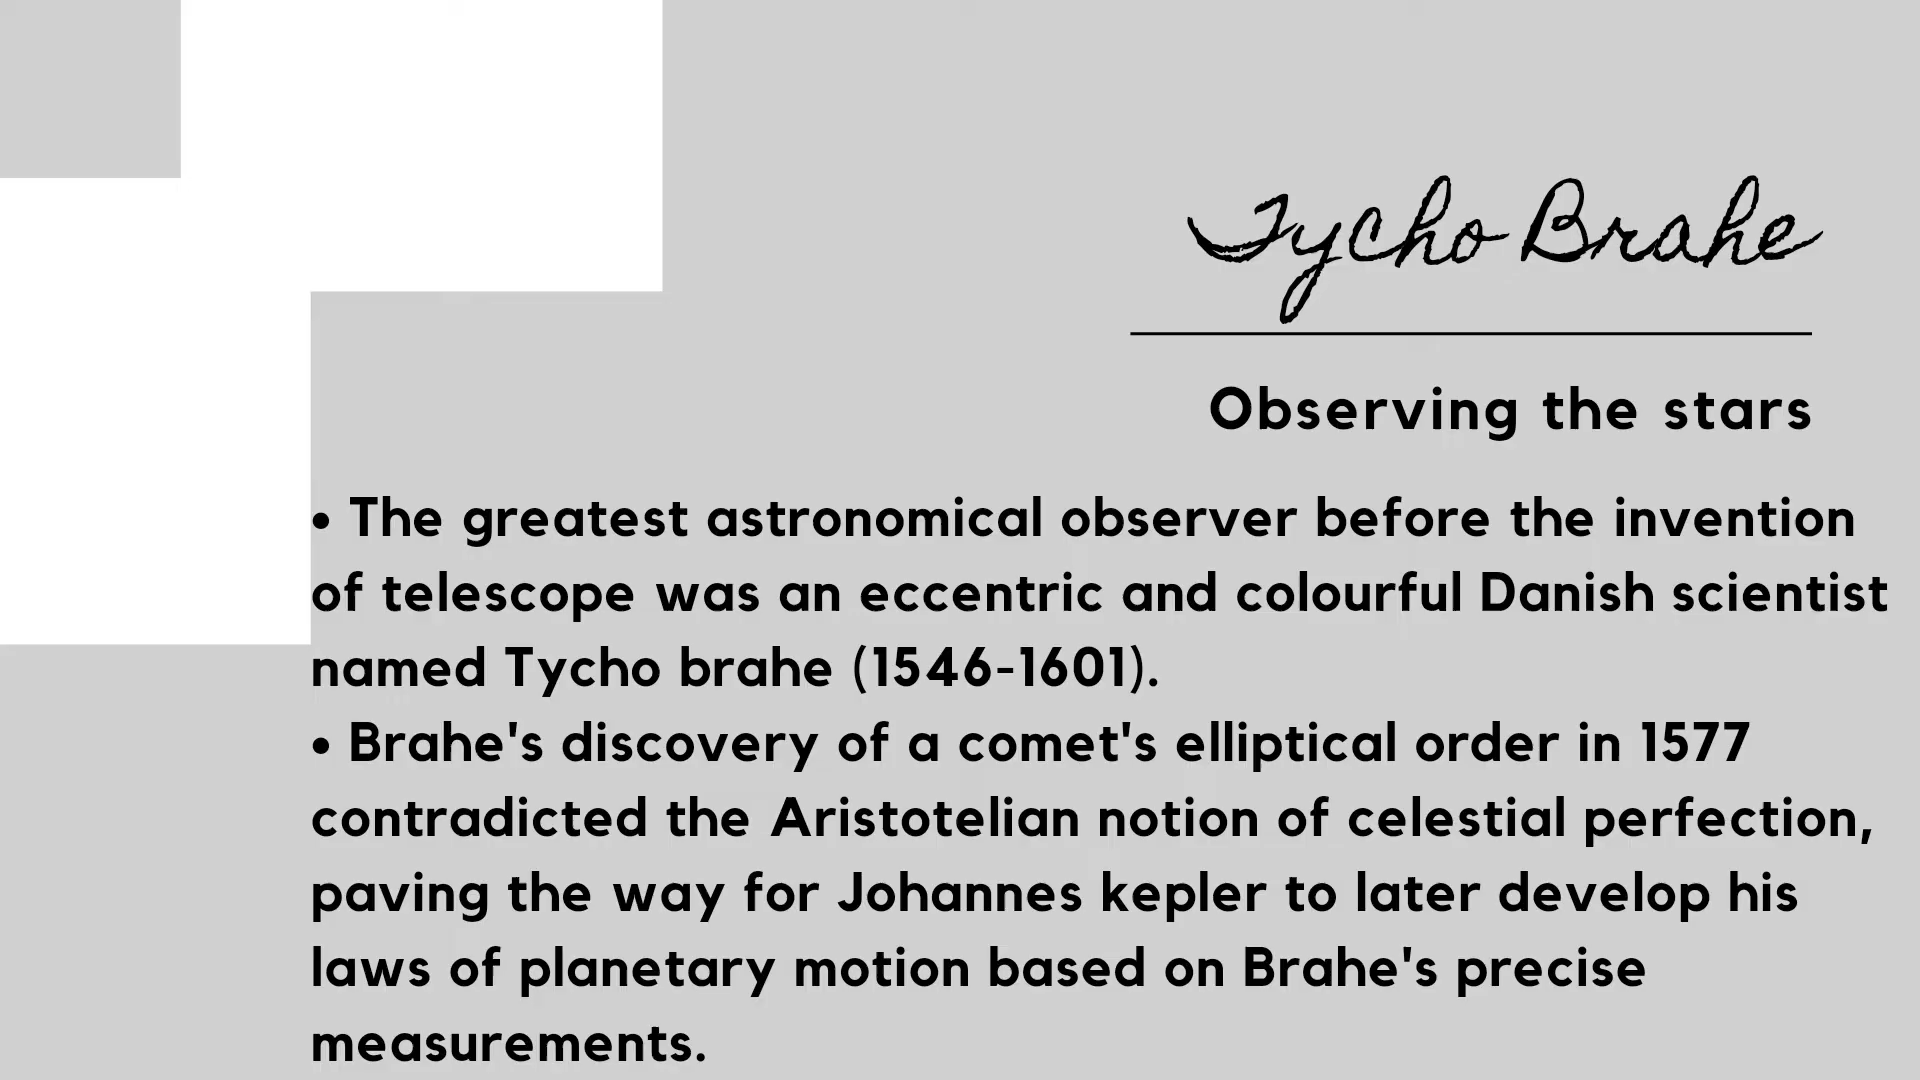 Tycho Brahe
Observing the stars
• The greatest astronomical observer before the invention
of telescope was an eccentric and colourful Danish scientist
named Tycho brahe (1546-1601).
• Brahe's discovery of a comet's elliptical order in 1577
contradicted the Aristotelian notion of celestial perfection,
paving the way for Johannes kepler to later develop his
laws of planetary motion based on Brahe's precise
measurements.